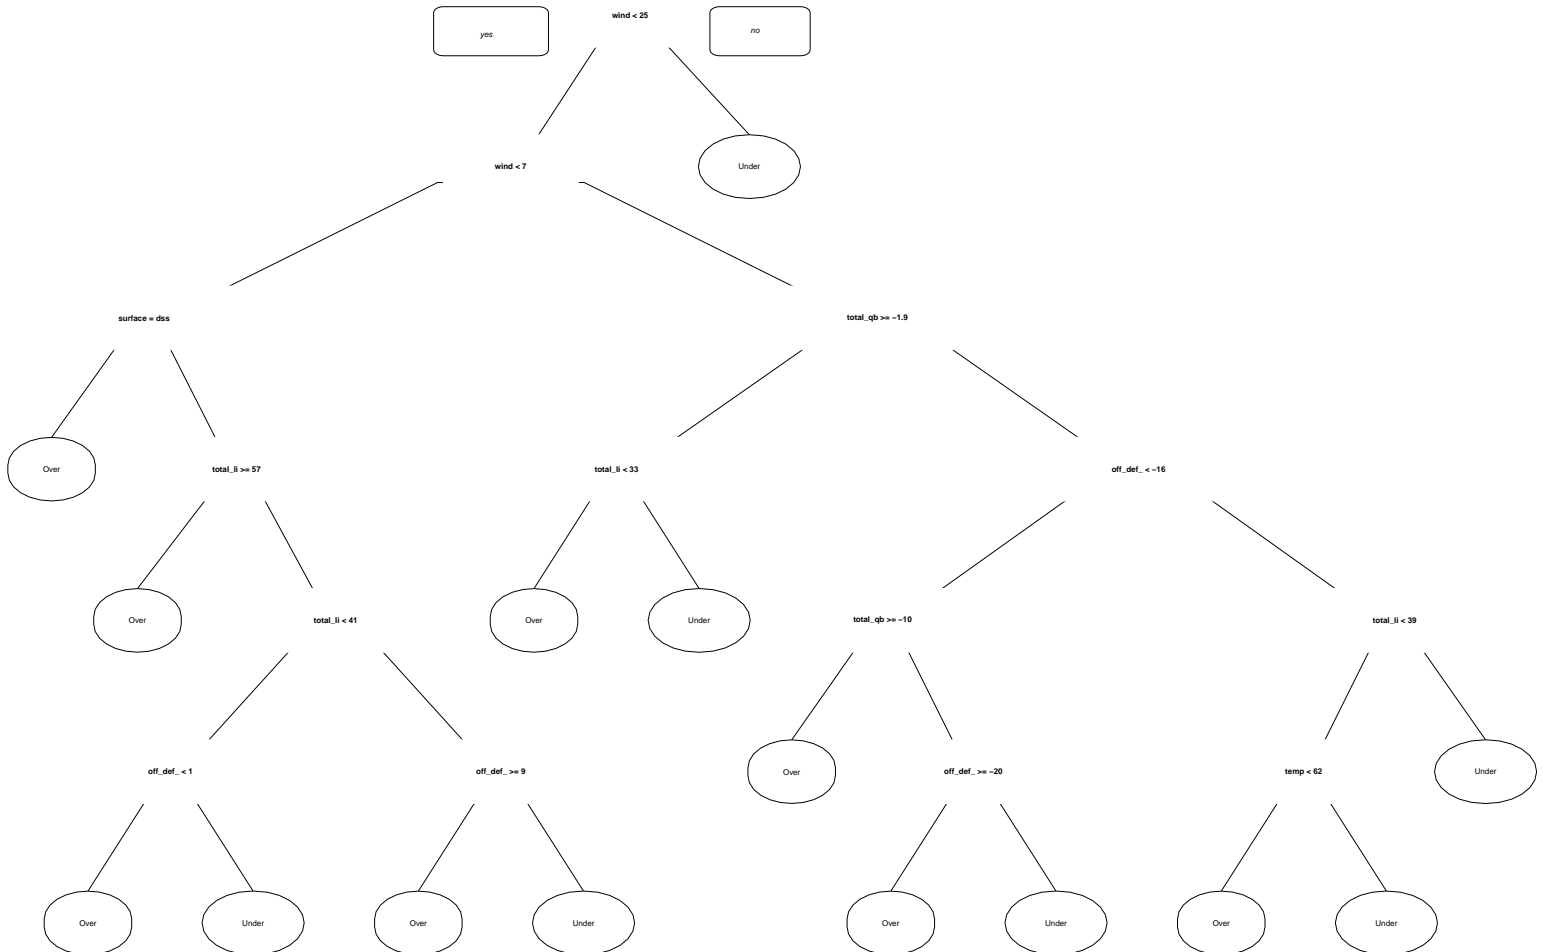 yes
wind < 25
no
wind < 7
Under
surface = dss
total_qb >= −1.9
Over
total_li >= 57
total_li < 33
off_def_ < −16
Over
total_li < 41
Over
Under
total_qb >= −10
total_li < 39
off_def_ < 1
off_def_ >= 9
Over
off_def_ >= −20
temp < 62
Under
Over
Under
Over
Under
Over
Under
Over
Under